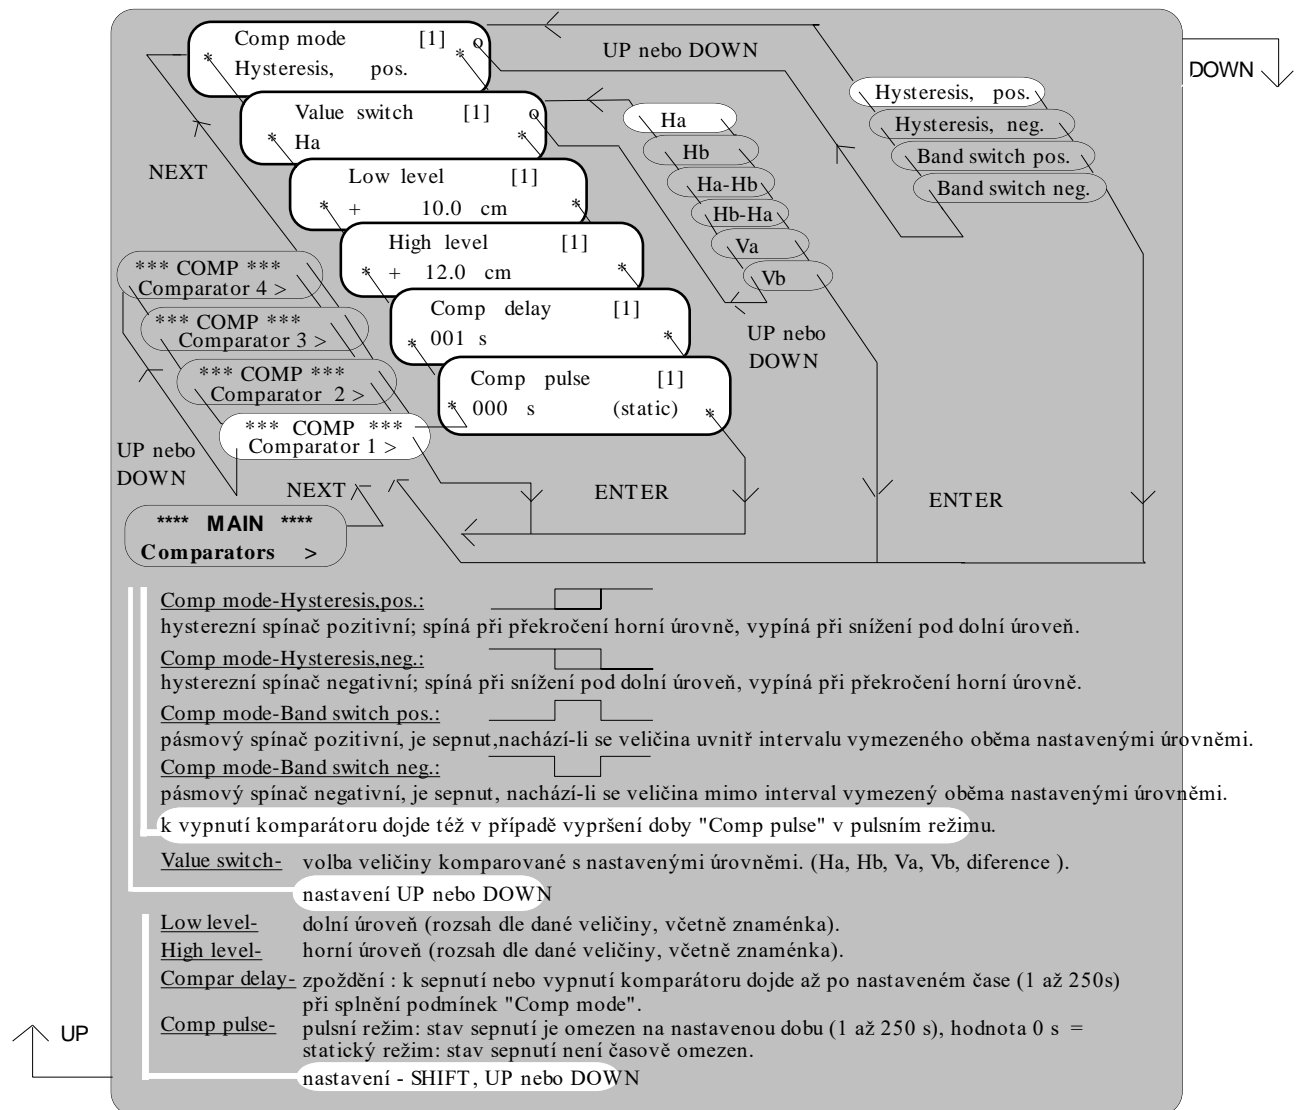 Comp mode [1] o
* Hysteresis, pos. *
UP nebo DOWN
DOWN
Value switch [1] o
* Ha *
Low level [1]
* + 10.0 cm *
High level [1]
* + 12.0 cm *
Comp delay [1]
* 001 s *
Comp pulse [1]
* 000 s (static) *
Ha
Hb
Ha-Hb
Hb-Ha
Va
Vb
UP nebo
DOWN
Hysteresis, pos.
Hysteresis, neg.
Band switch pos.
Band switch neg.
NEXT
*** COMP ***
Comparator 4 >
*** COMP ***
Comparator 3 >
*** COMP ***
Comparator 2 >
*** COMP ***
Comparator 1 >
UP nebo
DOWN
NEXT
ENTER
ENTER
**** MAIN ****
Comparators >
Comp mode-Hysteresis,pos.:
hysterezní spínač pozitivní; spíná při překročení horní úrovně, vypíná při snížení pod dolní úroveň.
Comp mode-Hysteresis,neg.:
hysterezní spínač negativní; spíná při snížení pod dolní úroveň, vypíná při překročení horní úrovně.
Comp mode-Band switch pos.:
pásmový spínač pozitivní, je sepnut,nachází-li se veličina uvnitř intervalu vymezeného oběma nastavenými úrovněmi.
Comp mode-Band switch neg.:
pásmový spínač negativní, je sepnut, nachází-li se veličina mimo interval vymezený oběma nastavenými úrovněmi.
k vypnutí komparátoru dojde též v případě vypršení doby "Comp pulse" v pulsním režimu.
Value switch- volba veličiny komparované s nastavenými úrovněmi. (Ha, Hb, Va, Vb, diference ).
nastavení UP nebo DOWN
Low level- dolní úroveň (rozsah dle dané veličiny, včetně znaménka).
High level- horní úroveň (rozsah dle dané veličiny, včetně znaménka).
Compar delay- zpoždění : k sepnutí nebo vypnutí komparátoru dojde až po nastaveném čase (1 až 250s)
při splnění podmínek "Comp mode".
Comp pulse- pulsní režim: stav sepnutí je omezen na nastavenou dobu (1 až 250 s), hodnota 0 s =
statický režim: stav sepnutí není časově omezen.
nastavení - SHIFT, UP nebo DOWN
UP